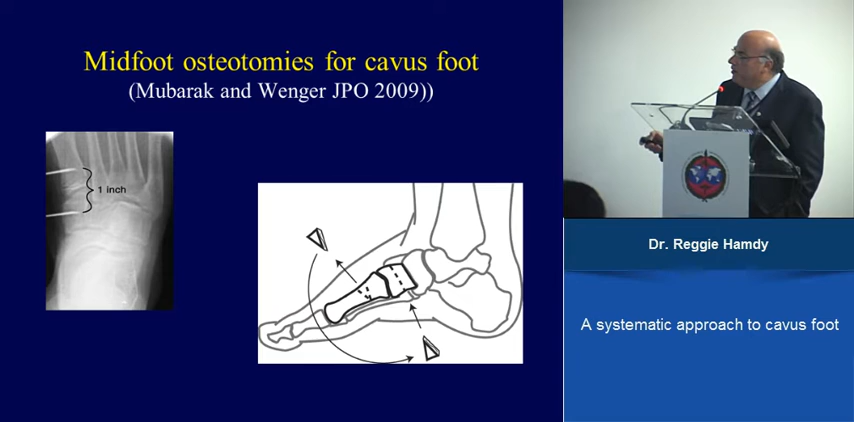 Midfoot osteotomies for cavus foot
(Mubarak and Wenger JPO 2009))
1 inch
Dr. Reggie Hamdy
A systematic approach to cavus foot